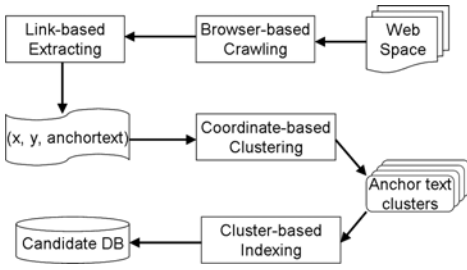 Link-based
Extracting
Browser-based
Crawling
Web
Space
(x, y, anchortext)
Coordinate-based
Clustering
Anchor text
clusters
Candidate DB
Cluster-based
Indexing